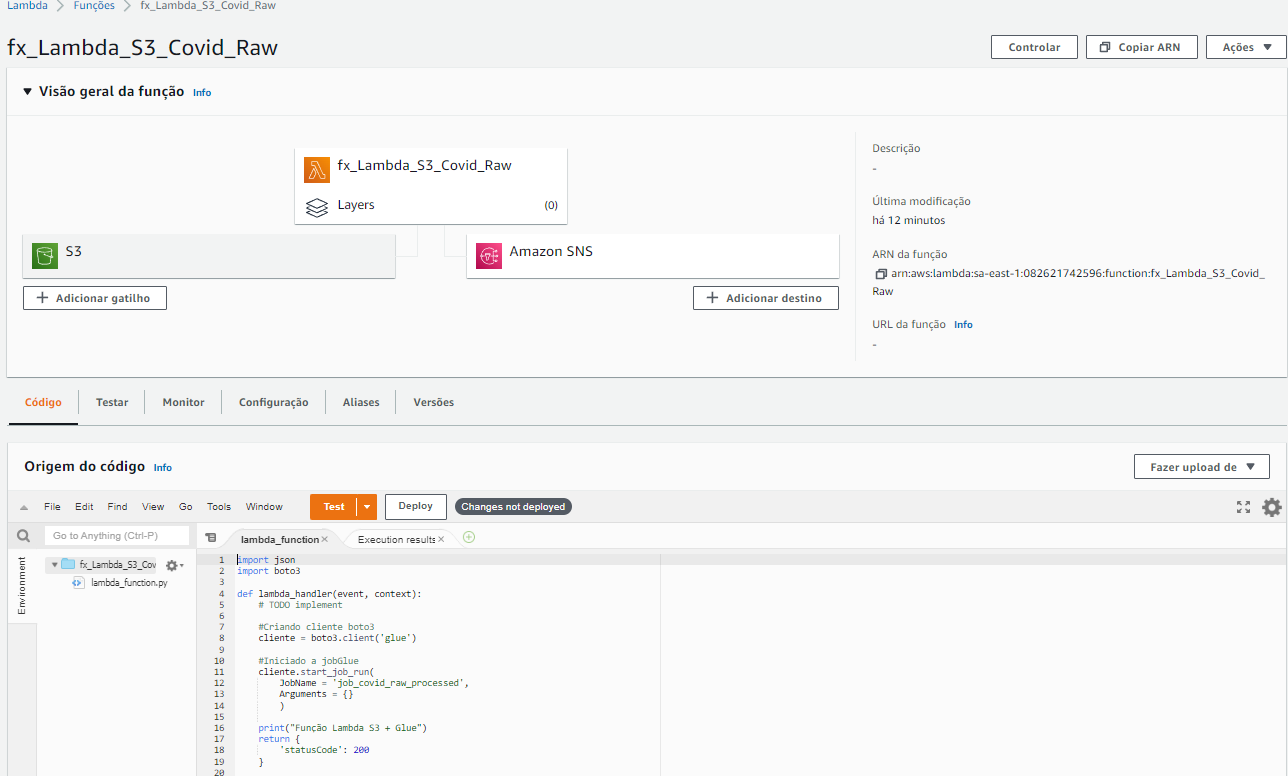 Lambda > Funções > fx_Lambda_S3_Covid_Raw
fx_Lambda_S3_Covid_Raw
Controlar
Copiar ARN
Ações
Visão geral da função Info
fx_Lambda_S3_Covid_Raw
Layers (0)
S3
Amazon SNS
+ Adicionar gatilho
+ Adicionar destino
Descrição
-
Última modificação
há 12 minutos
ARN da função
arn:aws:lambda:sa-east-1:082621742596:function:fx_Lambda_S3_Covid_
Raw
URL da função Info
-
Código
Testar
Monitor
Configuração
Aliases
Versões
Origem do código Info
Fazer upload de
File Edit Find View Go Tools Window
Test
Deploy
Changes not deployed
Go to Anything (Ctrl-P)
lambda_function
Execution results
Environment
fx_Lambda_S3_Cov
lambda_function.py
1 import json
2 import boto3
3
4 def lambda_handler(event, context):
5 # TODO implement
6
7 #Criando cliente boto3
8 cliente = boto3.client('glue')
9
10 #Iniciado a jobGlue
11 cliente.start_job_run(
12 JobName = 'job_covid_raw_processed',
13 Arguments = {}
14 )
15
16 print("Função Lambda S3 + Glue")
17 return {
18 'statusCode': 200
19 }
20